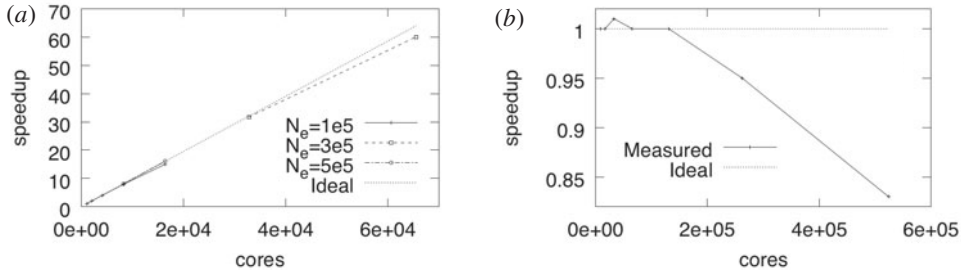 (a)
70
60
50
40
30
20
10
0
speedup
N_e=1e5
N_e=3e5
N_e=5e5
Ideal
0e+00
2e+04
4e+04
6e+04
cores
(b)
1
0.95
0.9
0.85
speedup
Measured
Ideal
0e+00
2e+05
4e+05
6e+05
cores